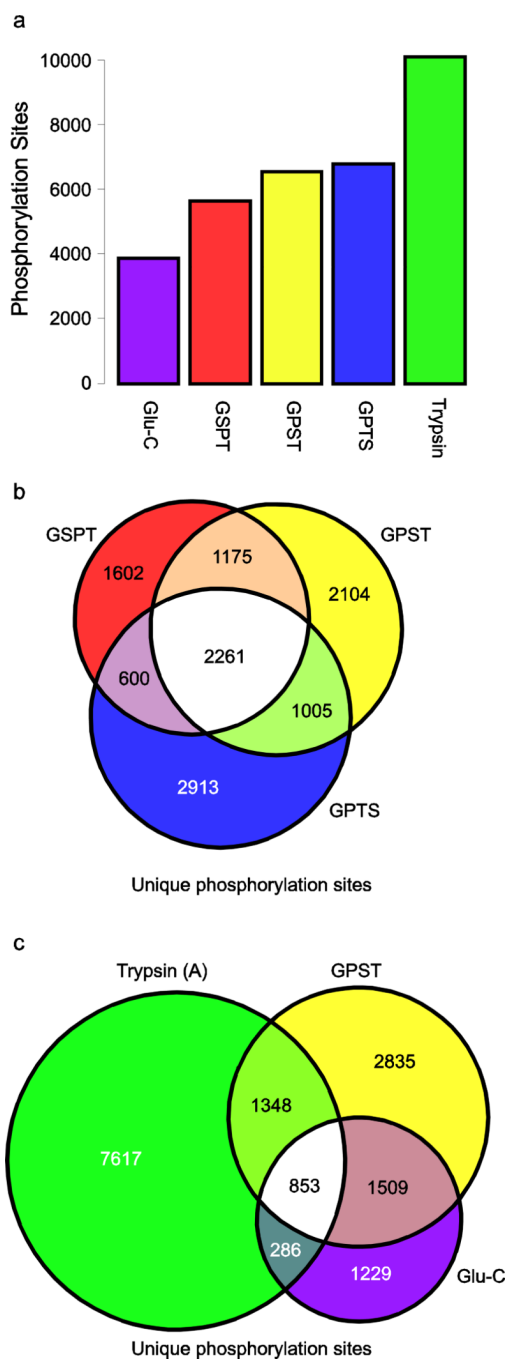 a
Phosphorylation Sites
10000
8000
6000
4000
2000
0
Glu-C
GSPT
GPST
GPTS
Trypsin
b
GSPT
GPST
1602
1175
2104
600
2261
1005
2913
GPTS
Unique phosphorylation sites
c
Trypsin (A)
GPST
2835
1348
7617
853
1509
286
1229
Glu-C
Unique phosphorylation sites